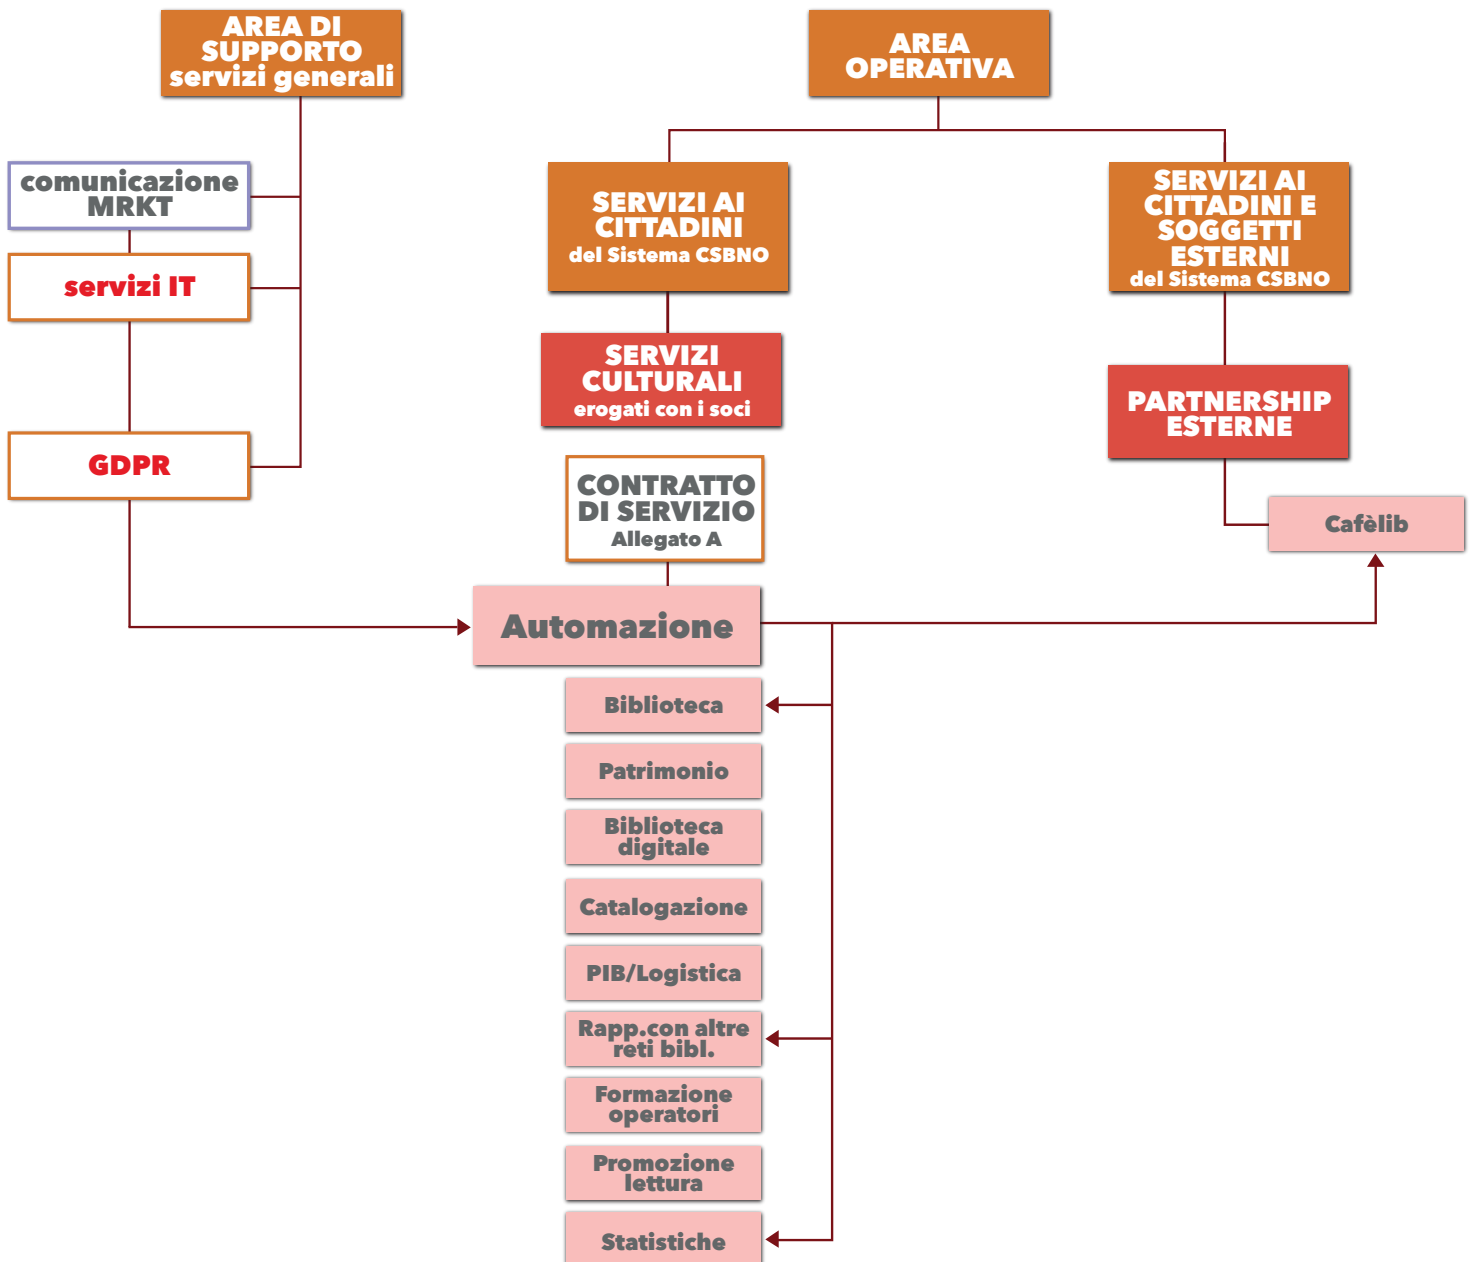 AREA DI
SUPPORTO
servizi generali
AREA
OPERATIVA
comunicazione
MRKT
servizi IT
GDPR
SERVIZI AI
CITTADINI
del Sistema CSBNO
SERVIZI AI
CITTADINI E
SOGGETTI
ESTERNI
del Sistema CSBNO
SERVIZI
CULTURALI
erogati con i soci
PARTNERSHIP
ESTERNE
CONTRATTO
DI SERVIZIO
Allegato A
Cafèlib
Automazione
Biblioteca
Patrimonio
Biblioteca
digitale
Catalogazione
PIB/Logistica
Rapp.con altre
reti bibl.
Formazione
operatori
Promozione
lettura
Statistiche